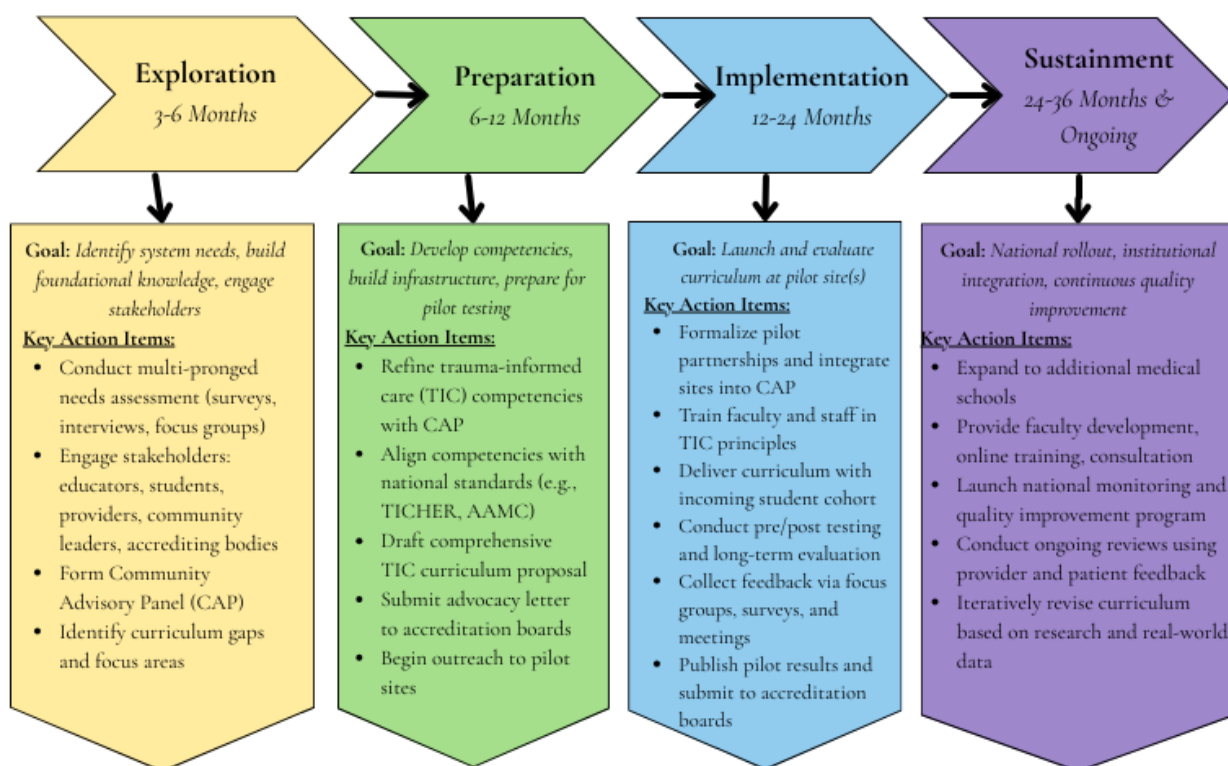 Exploration
3-6 Months
Preparation
6-12 Months
Implementation
12-24 Months
Sustainment
24-36 Months &
Ongoing
Goal: Identify system needs, build
foundational knowledge, engage
stakeholders
Key Action Items:
• Conduct multi-pronged
needs assessment (surveys,
interviews, focus groups)
• Engage stakeholders:
educators, students,
providers, community
leaders, accrediting bodies
• Form Community
Advisory Panel (CAP)
• Identify curriculum gaps
and focus areas
Goal: Develop competencies,
build infrastructure, prepare for
pilot testing
Key Action Items:
• Refine trauma-informed
care (TIC) competencies
with CAP
• Align competencies with
national standards (e.g.,
TICHER, AAMC)
• Draft comprehensive
TIC curriculum proposal
• Submit advocacy letter
to accreditation boards
• Begin outreach to pilot
sites
Goal: Launch and evaluate
curriculum at pilot site(s)
Key Action Items:
• Formalize pilot
partnerships and integrate
sites into CAP
• Train faculty and staff in
TIC principles
• Deliver curriculum with
incoming student cohort
• Conduct pre/post testing
and long-term evaluation
• Collect feedback via focus
groups, surveys, and
meetings
• Publish pilot results and
submit to accreditation
boards
Goal: National rollout, institutional
integration, continuous quality
improvement
Key Action Items:
• Expand to additional medical
schools
• Provide faculty development,
online training, consultation
• Launch national monitoring and
quality improvement program
• Conduct ongoing reviews using
provider and patient feedback
• Iteratively revise curriculum
based on research and real-world
data